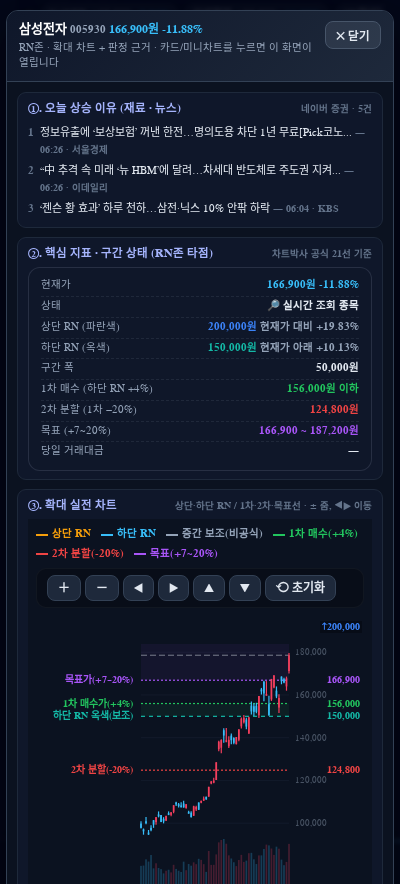 삼성전자 005930 166,900원 -11.88%
RN존 · 확대 차트 + 판정 근거 · 카드/미니차트를 누르면 이 화면이
열립니다
✕ 닫기
①. 오늘 상승 이유 (재료 · 뉴스)
네이버 증권 · 5건
1 정보유출에 ‘보상보험’ 꺼낸 한전…명의도용 차단 1년 무료[Pick코노... —
06:26 · 서울경제
2 “中 추격 속 미래 ‘뉴 HBM’에 달려…차세대 반도체로 주도권 지켜... —
06:26 · 이데일리
3 ‘젠슨 황 효과’ 하루 천하…삼전·닉스 10% 안팎 하락 — 06:04 · KBS
②. 핵심 지표 · 구간 상태 (RN존 타점)
차트박사 공식 21선 기준
현재가 166,900원 -11.88%
상태 🔎 실시간 조회 종목
상단 RN (파란색) 200,000원 현재가 대비 +19.83%
하단 RN (옥색) 150,000원 현재가 아래 +10.13%
구간 폭 50,000원
1차 매수 (하단 RN +4%) 156,000원 이하
2차 분할 (1차 −20%) 124,800원
목표 (+7~20%) 166,900 ~ 187,200원
당일 거래대금 —
③. 확대 실전 차트
상단·하단 RN / 1차·2차·목표선 · ± 줌, ◀▶ 이동
상단 RN 하단 RN 중간 보조(비공식) 1차 매수(+4%)
2차 분할(-20%) 목표(+7~20%)
+ − ◀ ▶ ▲ ▼ ⟲ 초기화
↑200,000
180,000
목표가(+7~20%) 166,900
160,000
1차 매수가(+4%) 156,000
하단 RN 옥색(보조) 150,000
140,000
2차 분할(-20%) 124,800
120,000
100,000